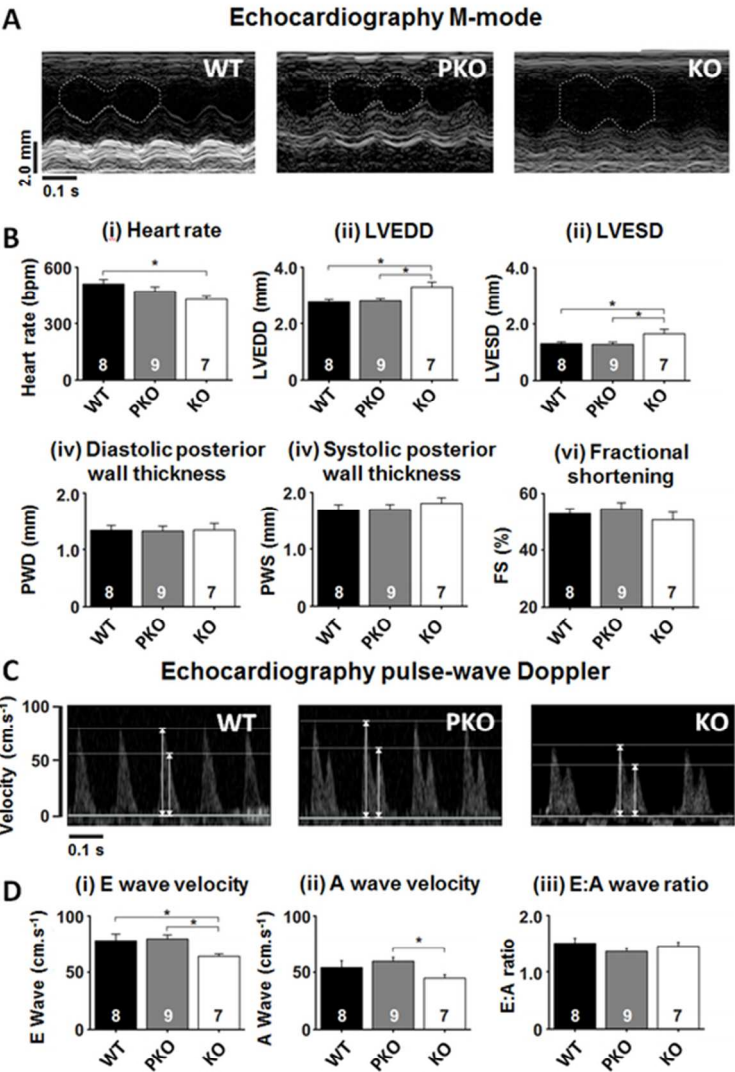 A
Echocardiography M-mode
WT
PKO
KO
2.0 mm
0.1 s
B
(i) Heart rate
(ii) LVEDD
(ii) LVESD
Heart rate (bpm)
600
300
0
*
8
9
7
WT
PKO
KO
LVEDD (mm)
4.0
2.0
0
*
*
8
9
7
WT
PKO
KO
LVESD (mm)
4.0
2.0
0
*
*
8
9
7
WT
PKO
KO
(iv) Diastolic posterior
wall thickness
(iv) Systolic posterior
wall thickness
(vi) Fractional
shortening
PWD (mm)
2.0
1.0
0
8
9
7
WT
PKO
KO
PWS (mm)
2.0
1.0
0
8
9
7
WT
PKO
KO
FS (%)
60
40
20
8
9
7
WT
PKO
KO
C
Echocardiography pulse-wave Doppler
Velocity (cm.s⁻¹)
100
50
0
WT
PKO
KO
0.1 s
D
(i) E wave velocity
(ii) A wave velocity
(iii) E:A wave ratio
E Wave (cm.s⁻¹)
100
50
0
*
*
8
9
7
WT
PKO
KO
A Wave (cm.s⁻¹)
100
50
0
*
8
9
7
WT
PKO
KO
E:A ratio
2.0
1.0
0
8
9
7
WT
PKO
KO